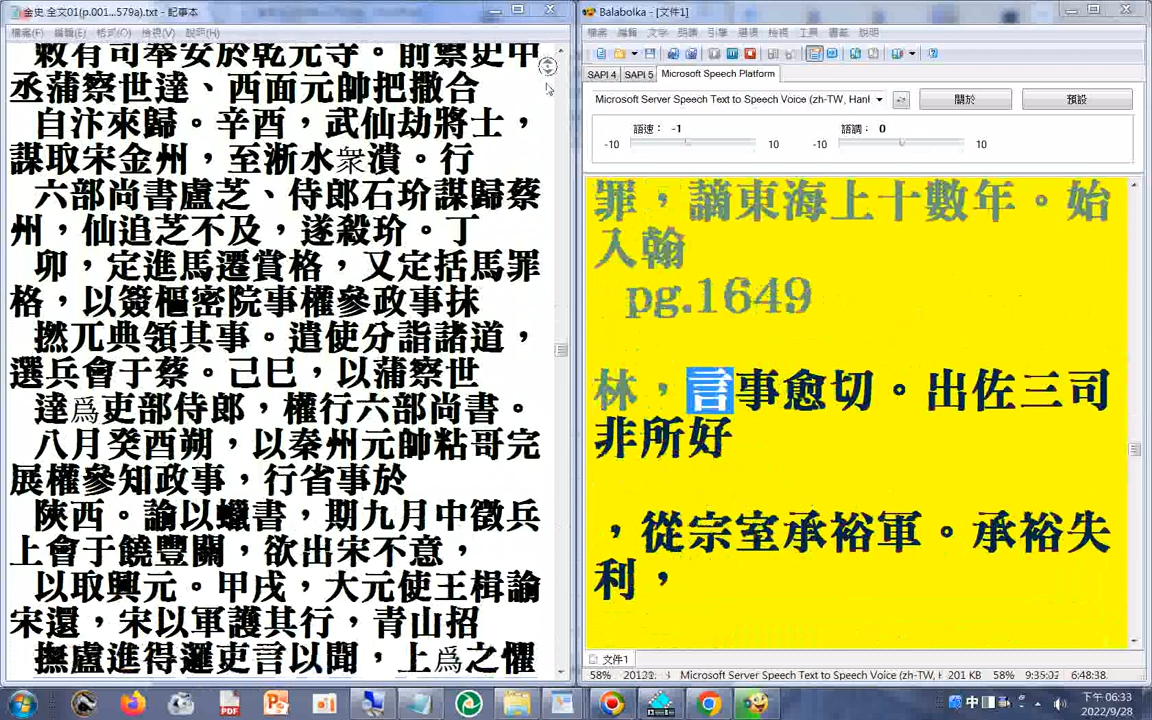 金史 全文01(p.001...579a).txt - 記事本
檔案(F) 編輯(E) 格式(O) 檢視(V) 說明(H)
敕有司奉安於乾元寺。前禦史中
丞蒲察世達、西面元帥把撒合
自汴來歸。辛酉，武仙劫將士，
謀取宋金州，至淅水衆潰。行
六部尚書盧芝、侍郎石玠謀歸蔡
州，仙追芝不及，遂殺玠。丁
卯，定進馬遷賞格，又定括馬罪
格，以簽樞密院事權參政事抹
撚兀典領其事。遣使分詣諸道，
選兵會于蔡。己巳，以蒲察世
達爲吏部侍郎，權行六部尚書。
八月癸酉朔，以秦州元帥粘哥完
展權參知政事，行省事於
陝西。諭以蠟書，期九月中徵兵
上會于饒豐關，欲出宋不意，
以取興元。甲戌，大元使王楫諭
宋還，宋以軍護其行，青山招
撫盧進得邏吏言以聞，上爲之懼
Balabolka - [文件1]
檔案 編輯 文字 朗讀 引擎 選項 檢視 工具 書籤 說明
SAPI 4 SAPI 5 Microsoft Speech Platform
Microsoft Server Speech Text to Speech Voice (zh-TW, Hanl 關於 預設
語速： -1 語調： 0
-10 10 -10 10
罪，謫東海上十數年。始
入翰
pg.1649
林，言事愈切。出佐三司
非所好
，從宗室承裕軍。承裕失
利，
文件1
58% Microsoft Speech Platform Microsoft Server Speech Text to Speech Voice (zh-TW, H 201 KB 58% 9:35: 6:48:38.
中
下午 06:33
2022/9/28